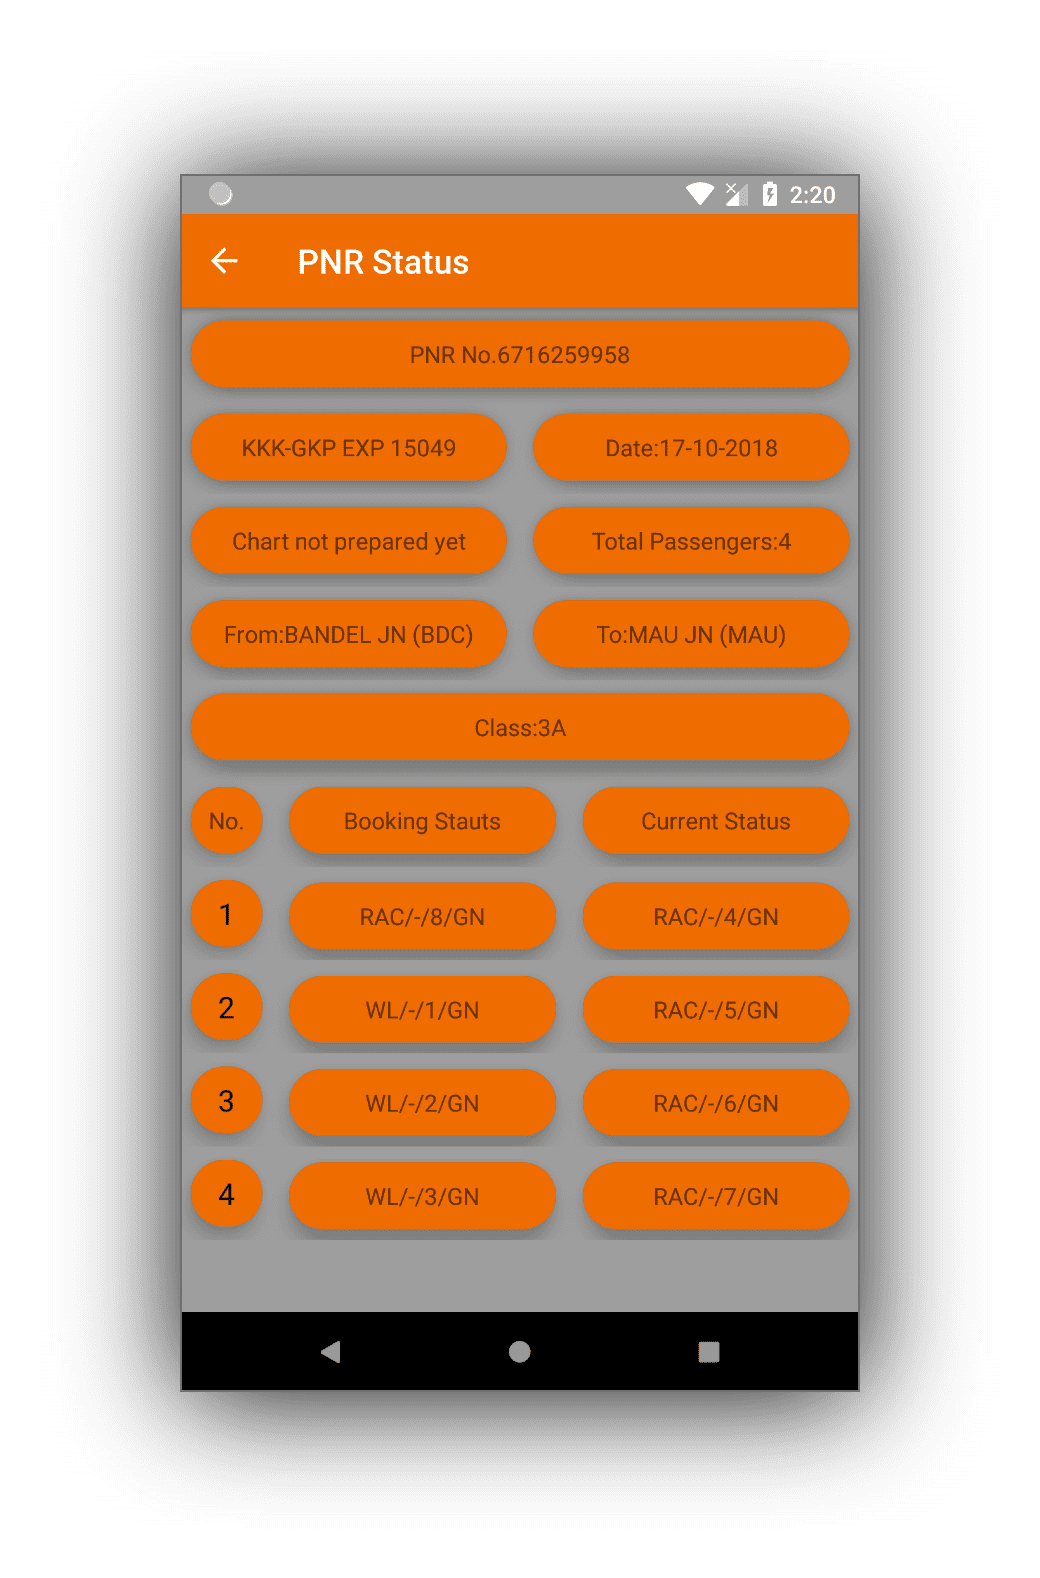 2:20
PNR Status
PNR No.6716259958
KKK-GKP EXP 15049
Date:17-10-2018
Chart not prepared yet
Total Passengers:4
From:BANDEL JN (BDC)
To:MAU JN (MAU)
Class:3A
No.
Booking Stauts
Current Status
1
RAC/-/8/GN
RAC/-/4/GN
2
WL/-/1/GN
RAC/-/5/GN
3
WL/-/2/GN
RAC/-/6/GN
4
WL/-/3/GN
RAC/-/7/GN